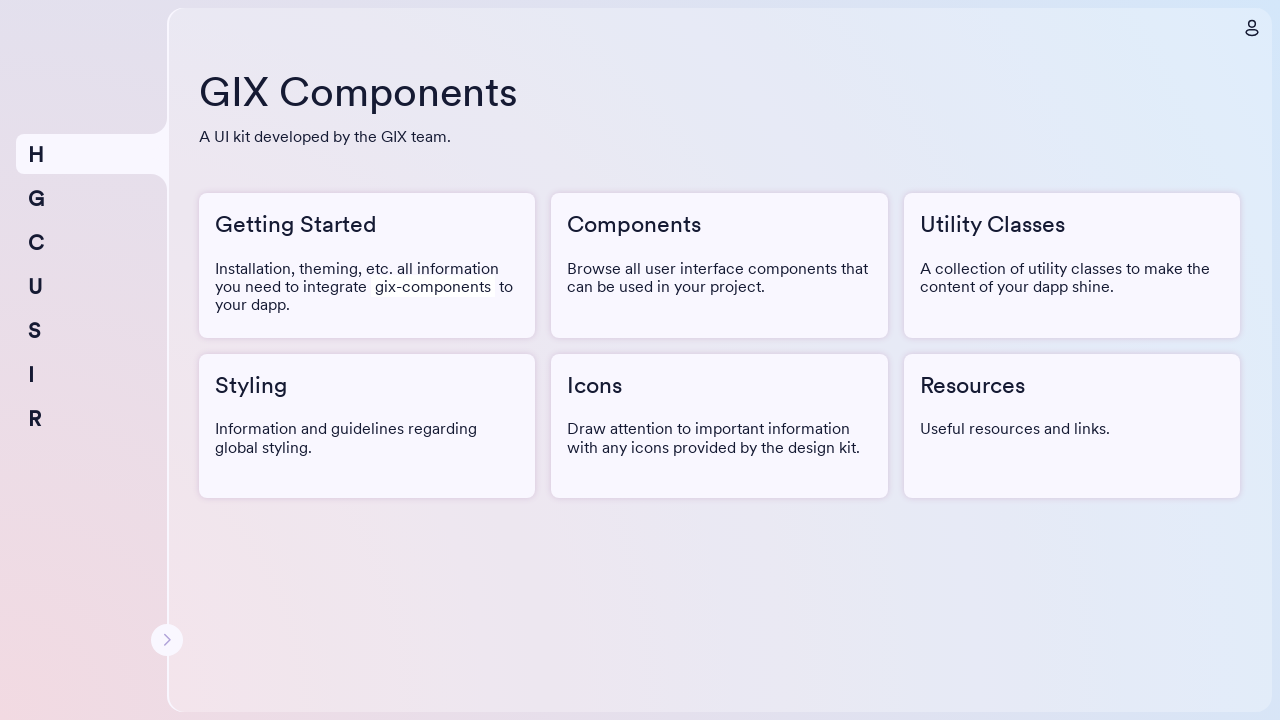 H
G
C
U
S
I
R
GIX Components
A UI kit developed by the GIX team.
Getting Started
Installation, theming, etc. all information
you need to integrate gix-components to
your dapp.
Components
Browse all user interface components that
can be used in your project.
Utility Classes
A collection of utility classes to make the
content of your dapp shine.
Styling
Information and guidelines regarding
global styling.
Icons
Draw attention to important information
with any icons provided by the design kit.
Resources
Useful resources and links.